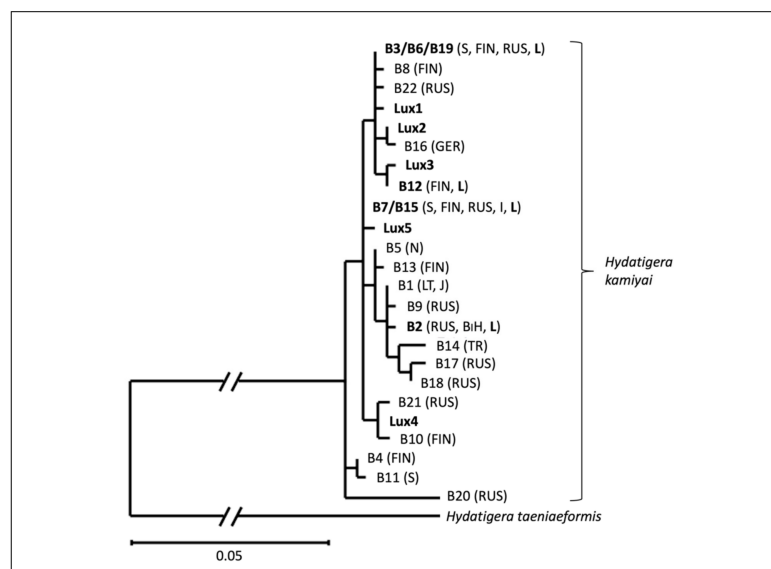 B3/B6/B19 (S, FIN, RUS, L)
B8 (FIN)
B22 (RUS)
Lux1
Lux2
B16 (GER)
Lux3
B12 (FIN, L)
B7/B15 (S, FIN, RUS, I, L)
Lux5
B5 (N)
B13 (FIN)
B1 (LT, J)
B9 (RUS)
B2 (RUS, BiH, L)
B14 (TR)
B17 (RUS)
B18 (RUS)
B21 (RUS)
Lux4
B10 (FIN)
B4 (FIN)
B11 (S)
B20 (RUS)
Hydatigera taeniaeformis
Hydatigera
kamiyai
0.05